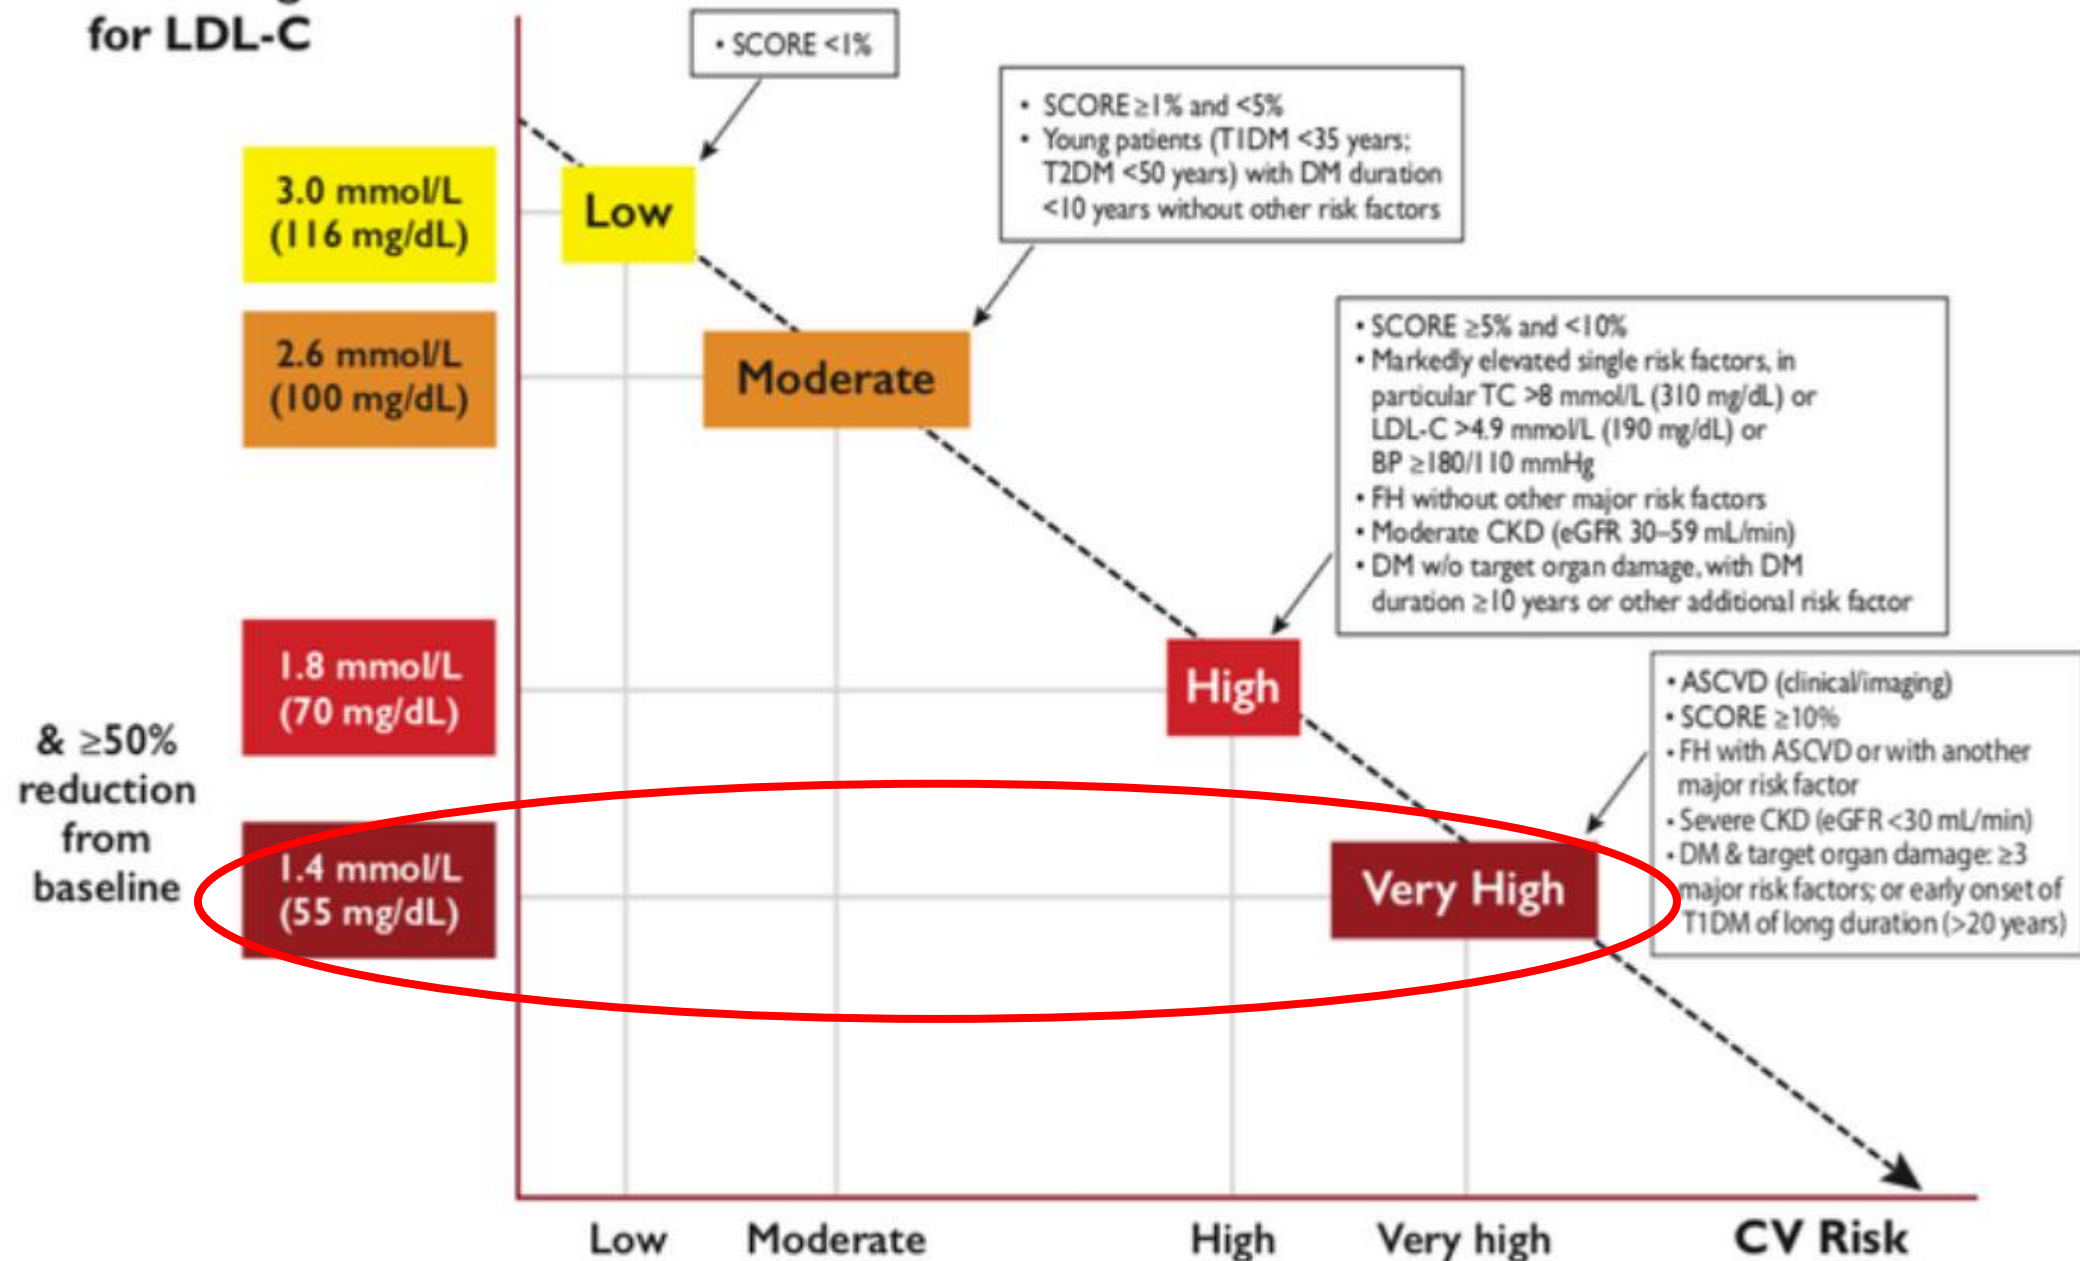 for LDL-C
• SCORE <1%
• SCORE ≥1% and <5%
• Young patients (T1DM <35 years;
T2DM <50 years) with DM duration
<10 years without other risk factors
3.0 mmol/L
(116 mg/dL)
Low
2.6 mmol/L
(100 mg/dL)
Moderate
• SCORE ≥5% and <10%
• Markedly elevated single risk factors, in
particular TC >8 mmol/L (310 mg/dL) or
LDL-C >4.9 mmol/L (190 mg/dL) or
BP ≥180/110 mmHg
• FH without other major risk factors
• Moderate CKD (eGFR 30–59 mL/min)
• DM w/o target organ damage, with DM
duration ≥10 years or other additional risk factor
1.8 mmol/L
(70 mg/dL)
High
• ASCVD (clinical/imaging)
• SCORE ≥10%
• FH with ASCVD or with another
major risk factor
• Severe CKD (eGFR <30 mL/min)
• DM & target organ damage: ≥3
major risk factors; or early onset of
T1DM of long duration (>20 years)
& ≥50%
reduction
from
baseline
1.4 mmol/L
(55 mg/dL)
Very High
Low
Moderate
High
Very high
CV Risk